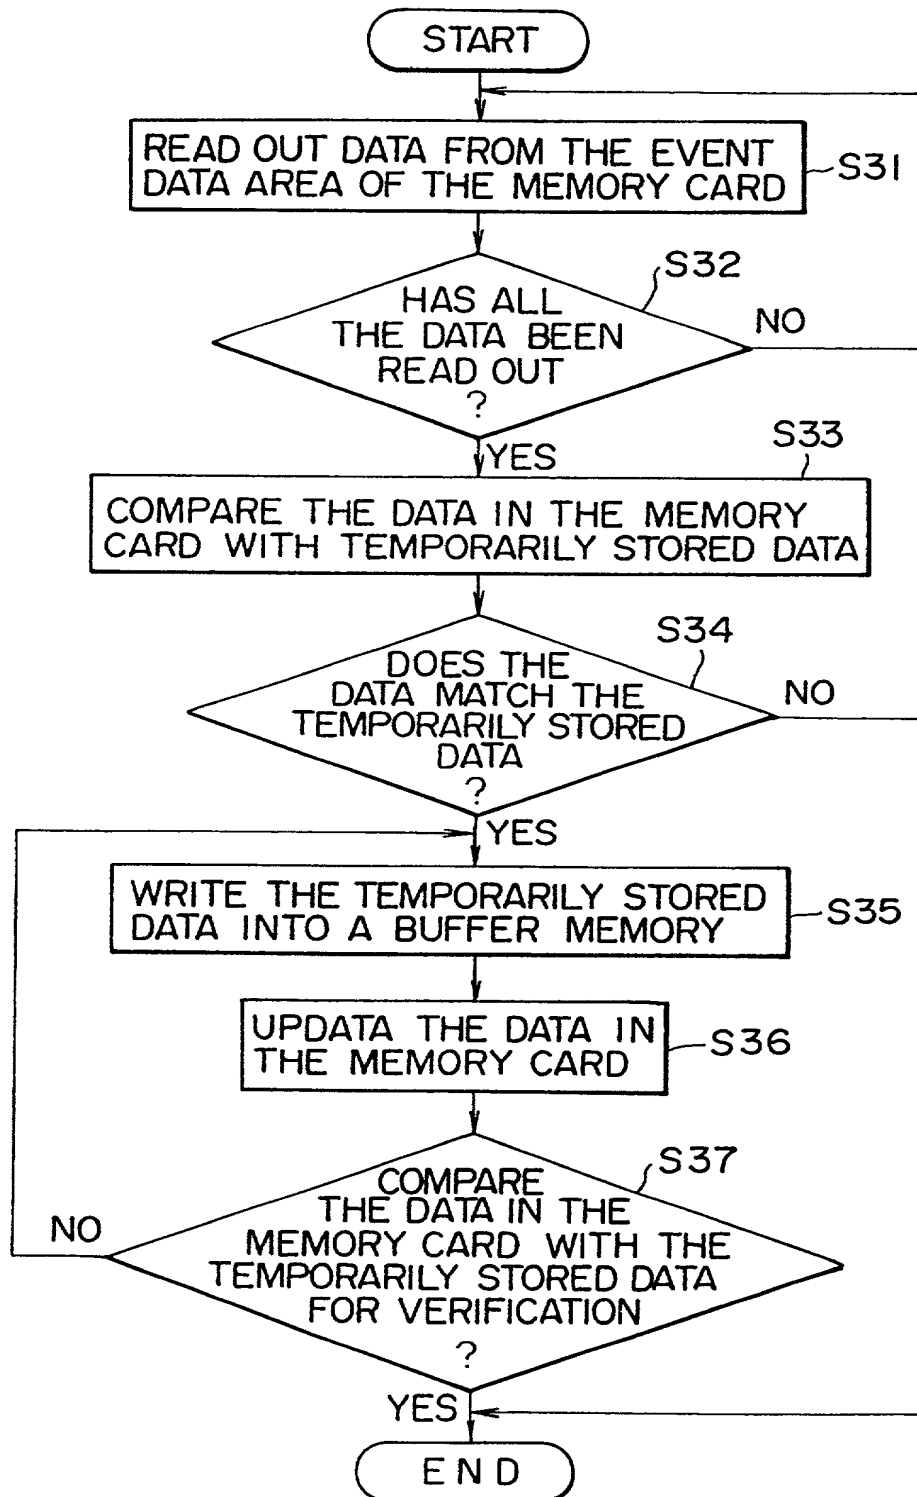 START
READ OUT DATA FROM THE EVENT
DATA AREA OF THE MEMORY CARD
S31
S32
HAS ALL
THE DATA BEEN
READ OUT
?
NO
YES
S33
COMPARE THE DATA IN THE MEMORY
CARD WITH TEMPORARILY STORED DATA
S34
DOES THE
DATA MATCH THE
TEMPORARILY STORED
DATA
?
NO
YES
WRITE THE TEMPORARILY STORED
DATA INTO A BUFFER MEMORY
S35
UPDATA THE DATA IN
THE MEMORY CARD
S36
S37
COMPARE
THE DATA IN THE
MEMORY CARD WITH THE
TEMPORARILY STORED DATA
FOR VERIFICATION
?
NO
YES
END